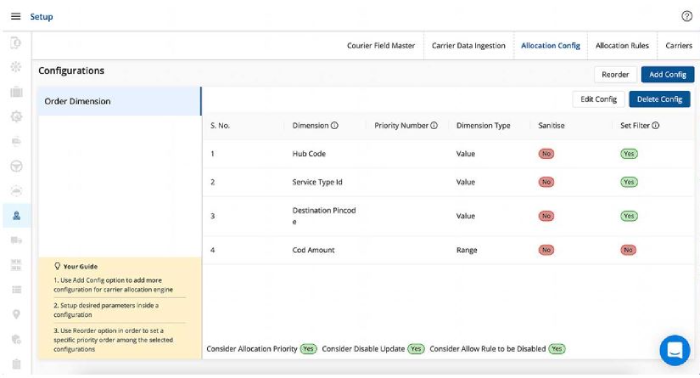 Setup
Courier Field Master Carrier Data Ingestion Allocation Config Allocation Rules Carriers
Configurations
Reorder Add Config
Order Dimension
Edit Config Delete Config
S. No. Dimension Priority Number Dimension Type Sanitise Set Filter
1 Hub Code Value No Yes
2 Service Type Id Value No Yes
3 Destination Pincod
e Value No Yes
4 Cod Amount Range No No
Your Guide
1. Use Add Config option to add more
configuration for carrier allocation engine
2. Setup desired parameters inside a
configuration
3. Use Reorder option in order to set a
specific priority order among the selected
configurations
Consider Allocation Priority Yes Consider Disable Update Yes Consider Allow Rule to be Disabled Yes